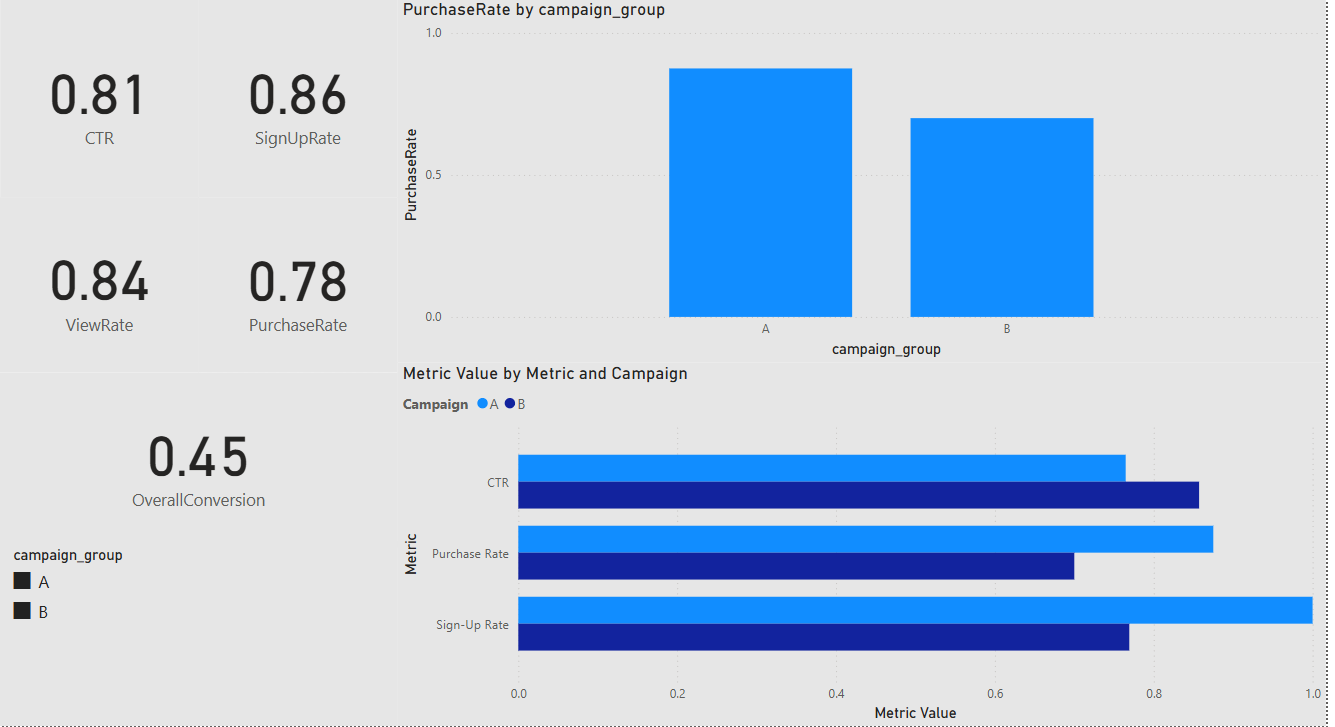 0.81
CTR
0.86
SignUpRate
0.84
ViewRate
0.78
PurchaseRate
0.45
OverallConversion
campaign_group
A
B
PurchaseRate by campaign_group
PurchaseRate
1.0
0.5
0.0
A B
campaign_group
Metric Value by Metric and Campaign
Campaign A B
Metric
CTR
Purchase Rate
Sign-Up Rate
0.0 0.2 0.4 0.6 0.8 1.0
Metric Value